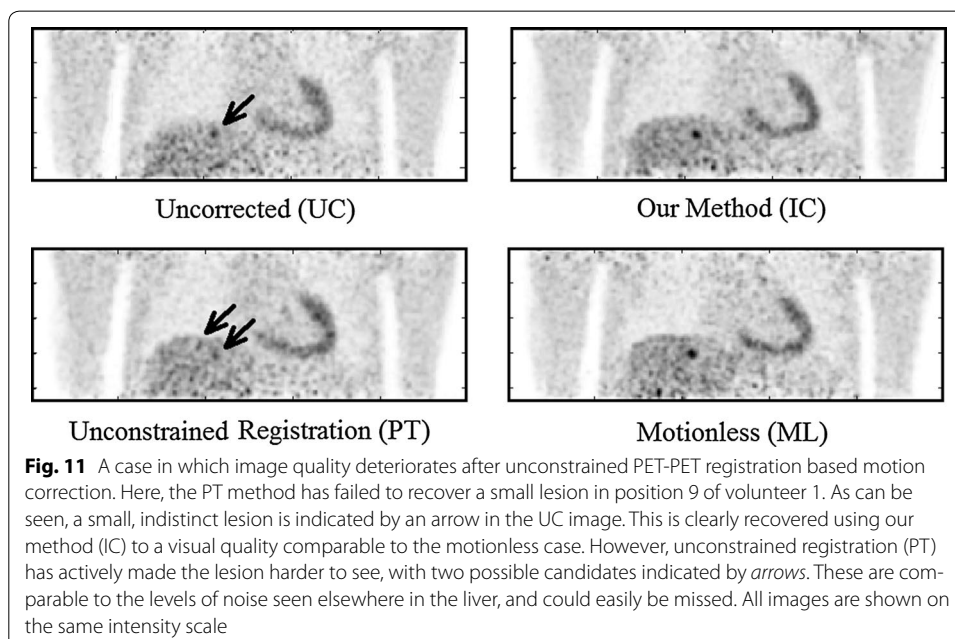 Uncorrected (UC)
Our Method (IC)
Unconstrained Registration (PT)
Motionless (ML)
Fig. 11 A case in which image quality deteriorates after unconstrained PET-PET registration based motion
correction. Here, the PT method has failed to recover a small lesion in position 9 of volunteer 1. As can be
seen, a small, indistinct lesion is indicated by an arrow in the UC image. This is clearly recovered using our
method (IC) to a visual quality comparable to the motionless case. However, unconstrained registration (PT)
has actively made the lesion harder to see, with two possible candidates indicated by arrows. These are com-
parable to the levels of noise seen elsewhere in the liver, and could easily be missed. All images are shown on
the same intensity scale